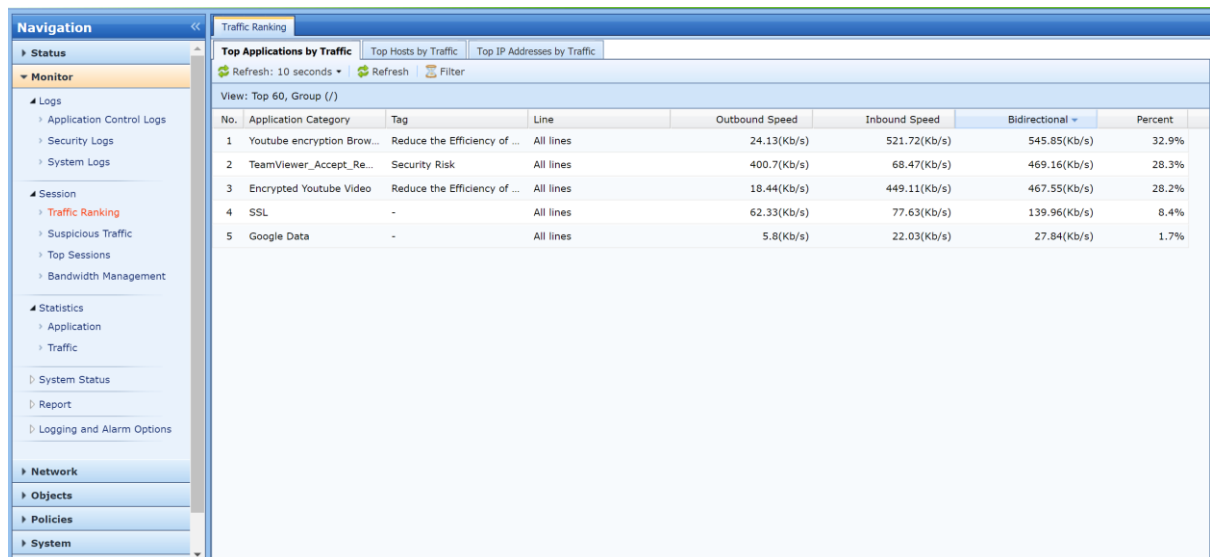 Navigation
Status
Monitor
Logs
Application Control Logs
Security Logs
System Logs
Session
Traffic Ranking
Suspicious Traffic
Top Sessions
Bandwidth Management
Statistics
Application
Traffic
System Status
Report
Logging and Alarm Options
Network
Objects
Policies
System
Traffic Ranking
Top Applications by Traffic Top Hosts by Traffic Top IP Addresses by Traffic
Refresh: 10 seconds Refresh Filter
View: Top 60, Group (/)
No. Application Category Tag Line Outbound Speed Inbound Speed Bidirectional Percent
1 Youtube encryption Brow... Reduce the Efficiency of ... All lines 24.13(Kb/s) 521.72(Kb/s) 545.85(Kb/s) 32.9%
2 TeamViewer_Accept_Re... Security Risk All lines 400.7(Kb/s) 68.47(Kb/s) 469.16(Kb/s) 28.3%
3 Encrypted Youtube Video Reduce the Efficiency of ... All lines 18.44(Kb/s) 449.11(Kb/s) 467.55(Kb/s) 28.2%
4 SSL - All lines 62.33(Kb/s) 77.63(Kb/s) 139.96(Kb/s) 8.4%
5 Google Data - All lines 5.8(Kb/s) 22.03(Kb/s) 27.84(Kb/s) 1.7%